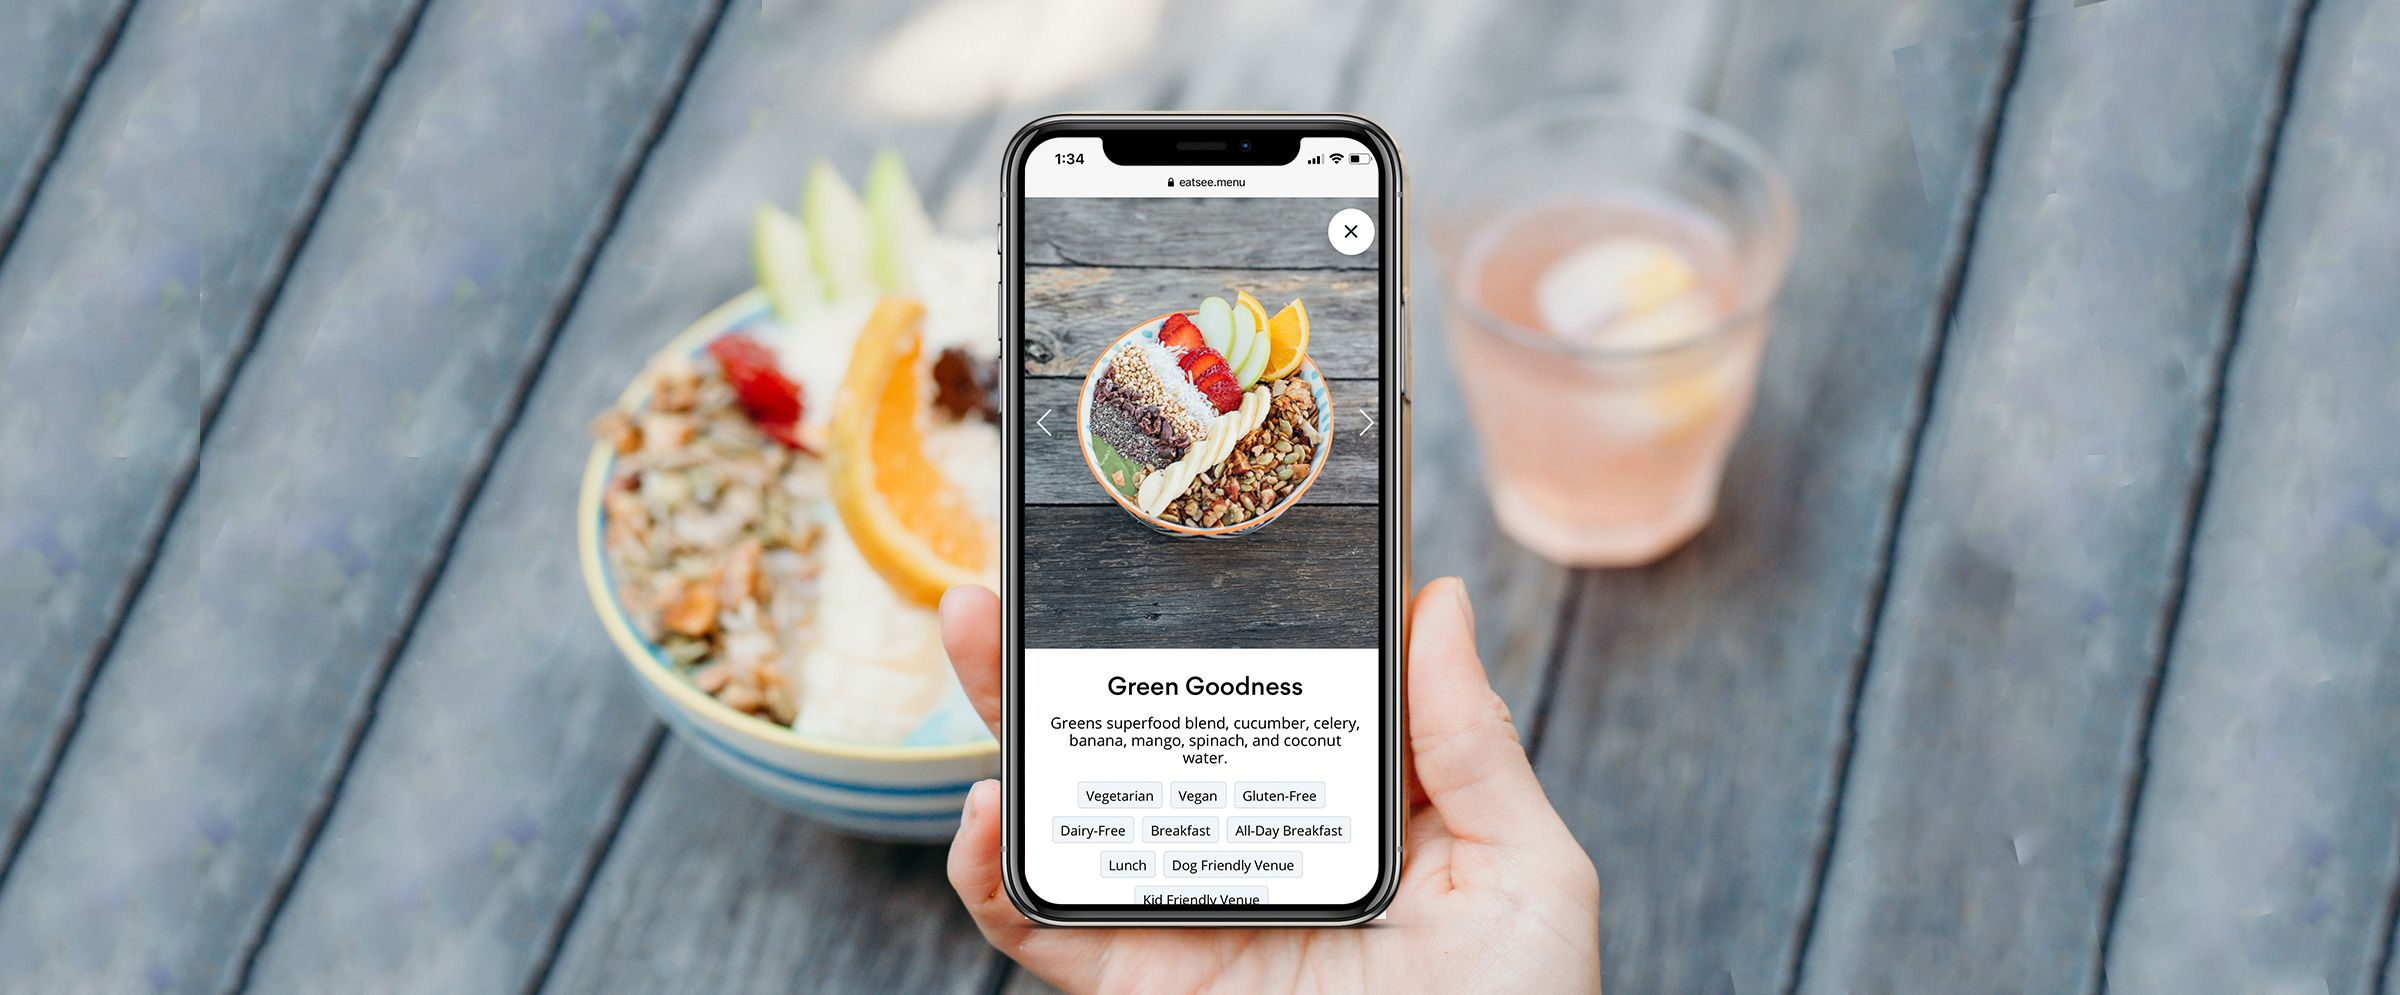 1:34
eatsee.menu
Green Goodness
Greens superfood blend, cucumber, celery,
banana, mango, spinach, and coconut
water.
Vegetarian Vegan Gluten-Free
Dairy-Free Breakfast All-Day Breakfast
Lunch Dog Friendly Venue
Kid Friendly Venue